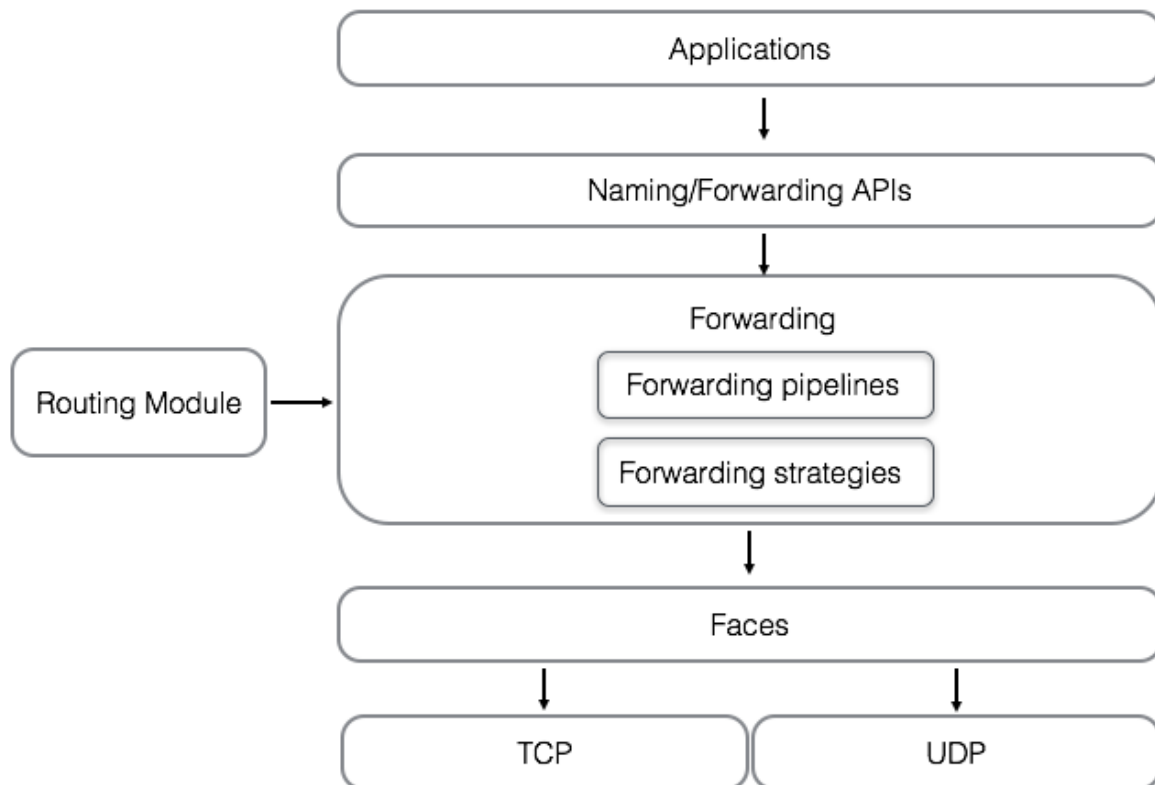 Applications
Naming/Forwarding APIs
Forwarding
Forwarding pipelines
Routing Module
Forwarding strategies
Faces
TCP
UDP